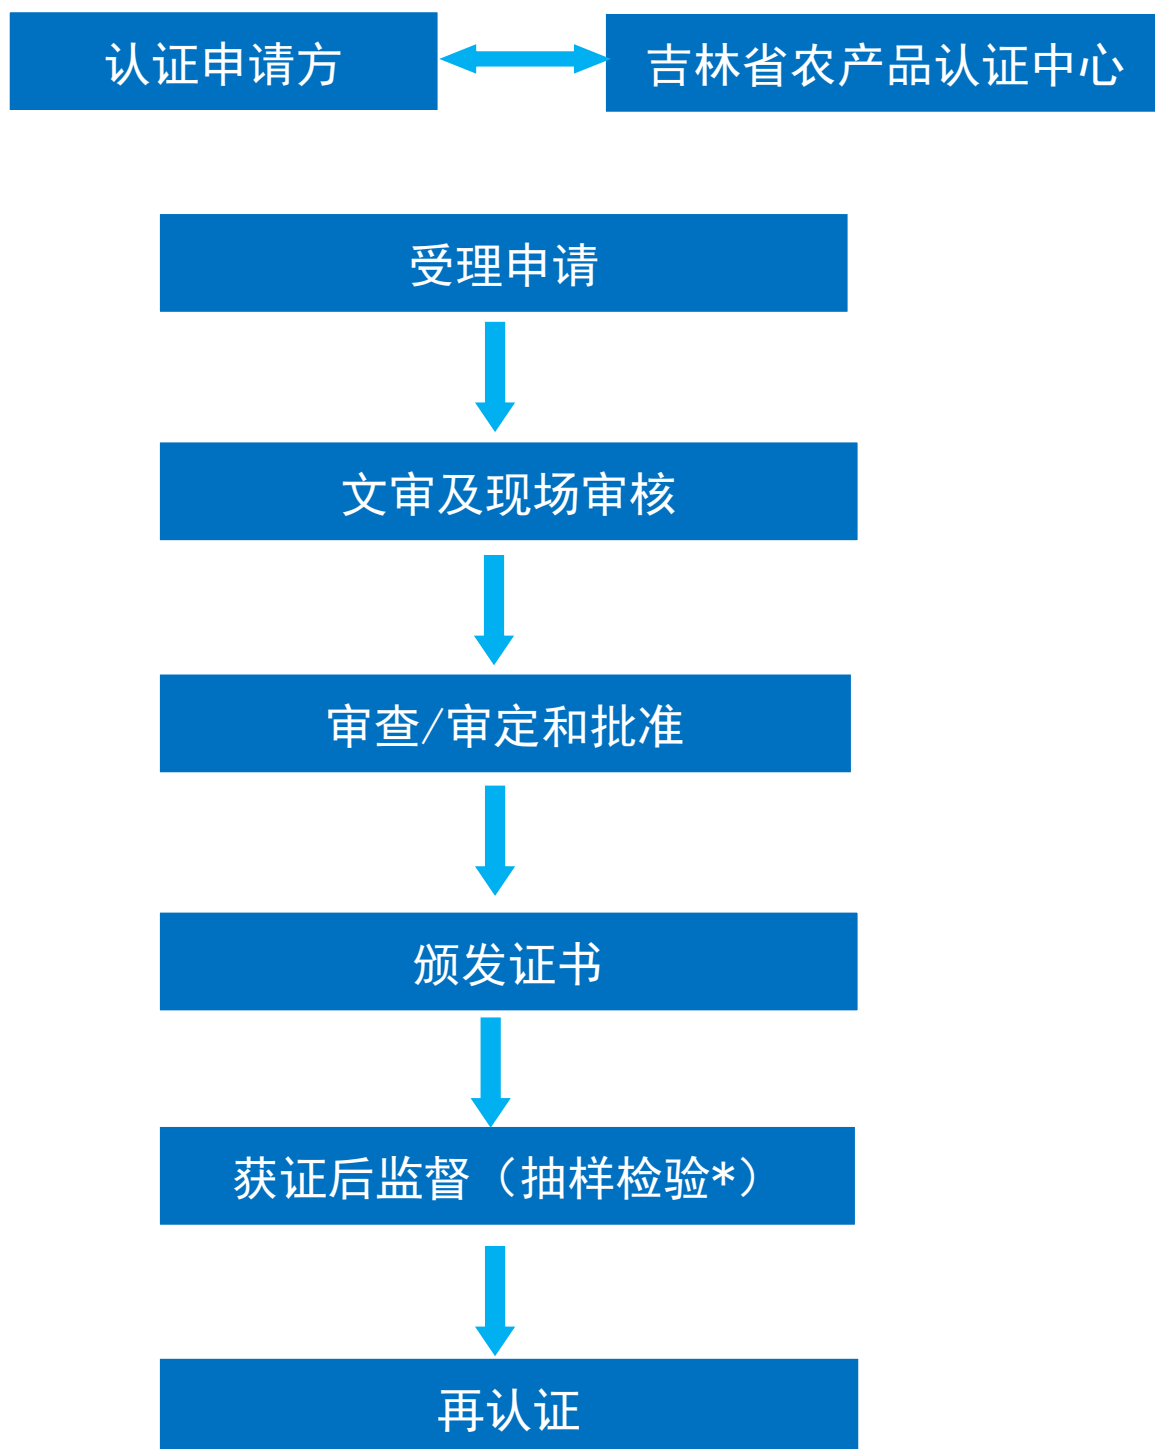 认证申请方
吉林省农产品认证中心
受理申请
文审及现场审核
审查/审定和批准
颁发证书
获证后监督（抽样检验*）
再认证